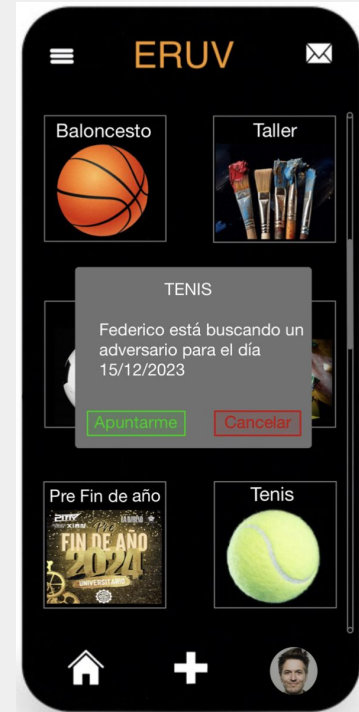 ERUV
Baloncesto
Taller
TENIS
Federico está buscando un
adversario para el día
15/12/2023
Apuntarme
Cancelar
Pre Fin de año
Tenis
PRE
FIN DE AÑO
2024
UNIVERSITARIO